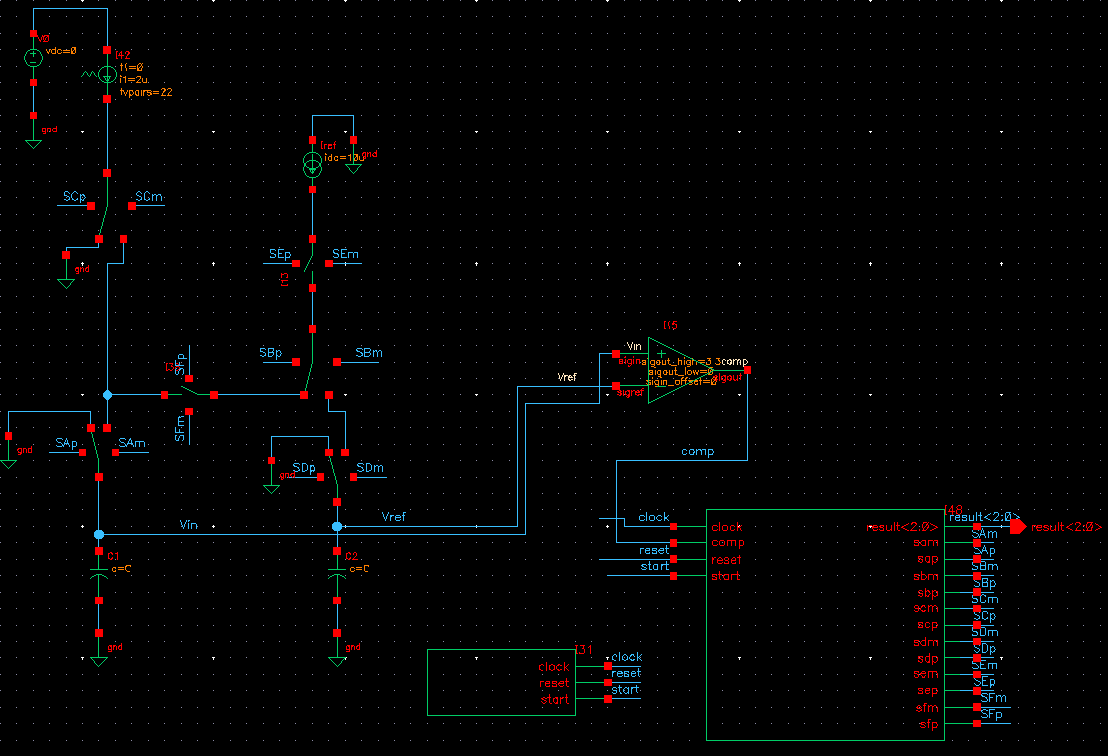 V0
vdc=0
I42
t1=0
i1=2u
tvpairs=22
gnd
Iref
idc=10u
gnd
SCp
SCm
gnd
SEp
SEm
I13
I15
Vin
sigin
sigout_high=3.3
comp
sigout_low=0
sigout
sigin_offset=0
sigref
Vref
SBp
SBm
SFp
SFm
SAp
SAm
gnd
gnd
SDp
SDm
comp
Vin
Vref
C1
c=C
C2
c=C
gnd
gnd
I48
clock
clock
comp
reset
reset
start
start
result<2:0>
result<2:0>
result<2:0>
sam
SAm
sap
SAp
sbm
SBm
sbp
SBp
scm
SCm
scp
SCp
sdm
SDm
sdp
SDp
sem
SEm
sep
SEp
sfm
SFm
sfp
SFp
I31
clock
clock
reset
reset
start
start